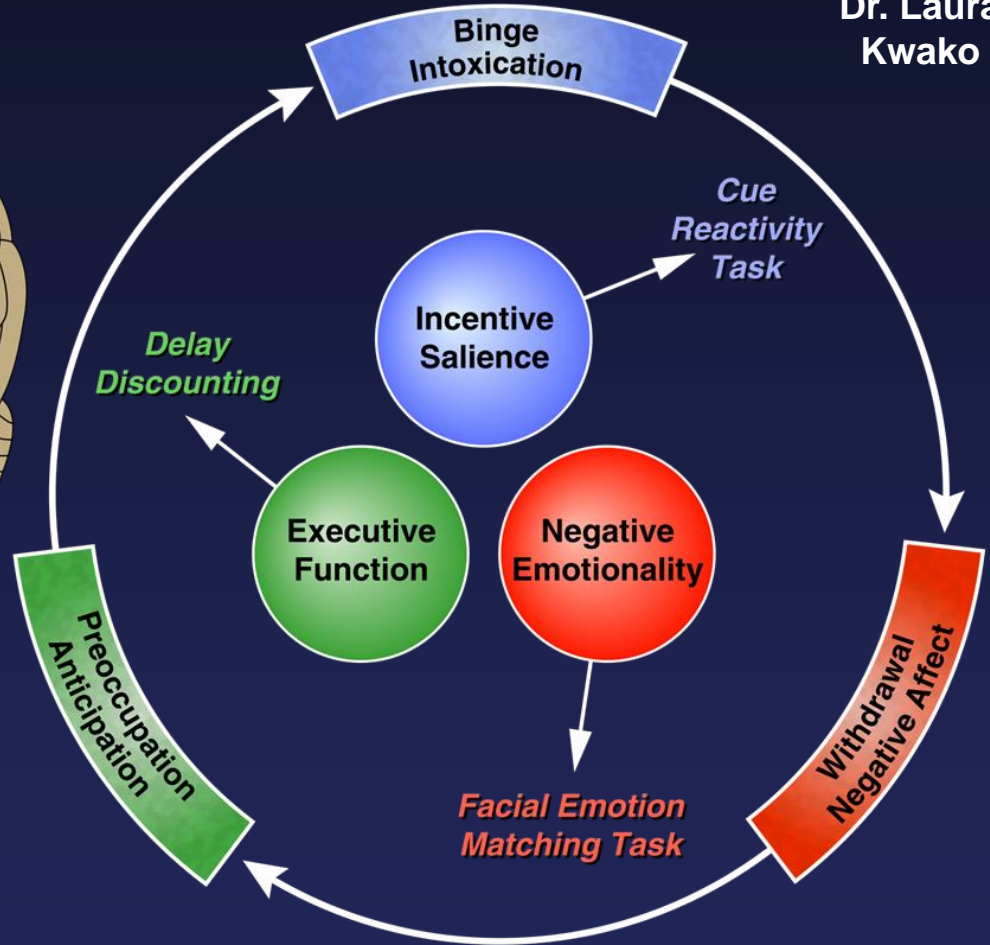 Dr. Laura
Kwako
Binge
Intoxication
Cue
Reactivity
Task
Incentive
Salience
Delay
Discounting
Executive
Function
Negative
Emotionality
Preoccupation
Anticipation
Withdrawal
Negative Affect
Facial Emotion
Matching Task